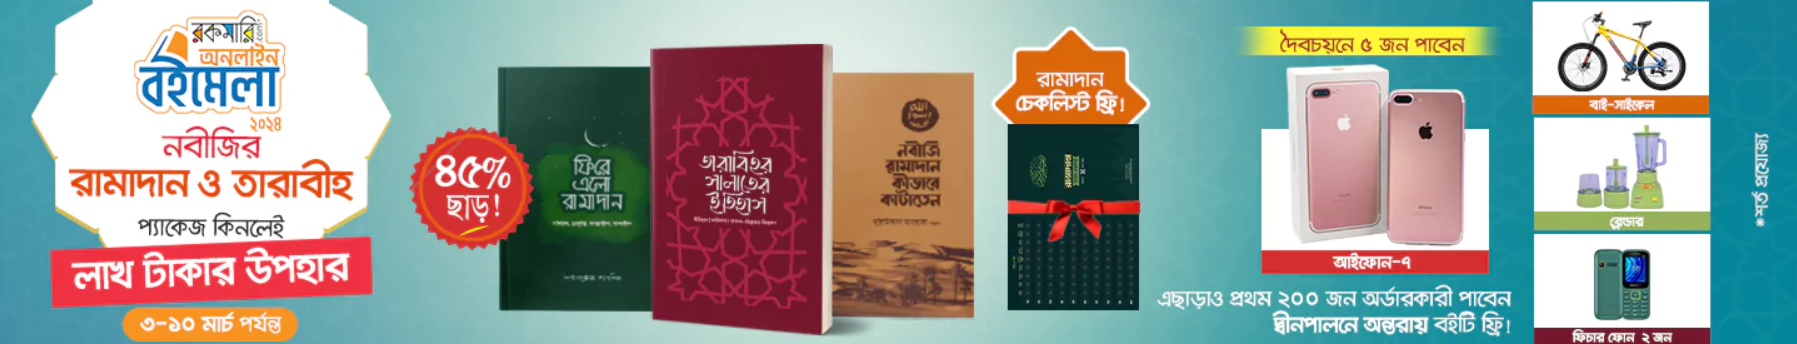 রকমারি.com
অনলাইন
বইমেলা
২০২৪
নবীজির
রামাদান ও তারাবীহ
প্যাকেজ কিনলেই
লাখ টাকার উপহার
৩-১০ মার্চ পর্যন্ত
৪৫%
ছাড়!
ফিরে
এলো
রামাদান
তারাবিহর
সালাতের
ইতিহাস
নবীজি
রামাদান
কীভাবে
কাটাতেন
রামাদান
চেকলিস্ট ফ্রি!
দৈবচয়নে ৫ জন পাবেন
আইফোন-৭
এছাড়াও প্রথম ২০০ জন অর্ডারকারী পাবেন
দ্বীনপালনে অন্তরায় বইটি ফ্রি!
বাই-সাইকেল
ব্লেন্ডার
ফিচার ফোন ২ জন
*শর্ত প্রযোজ্য